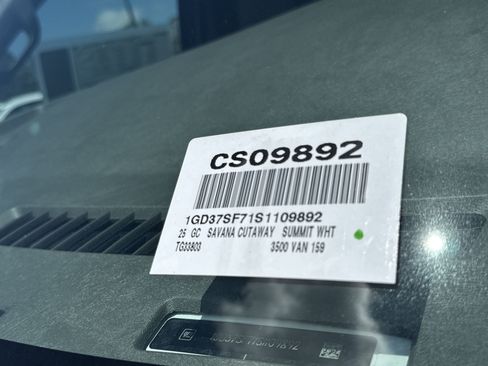 CS09892
1GD37SF71S1109892
25 GC SAVANA CUTAWAY SUMMIT WHT
TG33803 3500 VAN 159